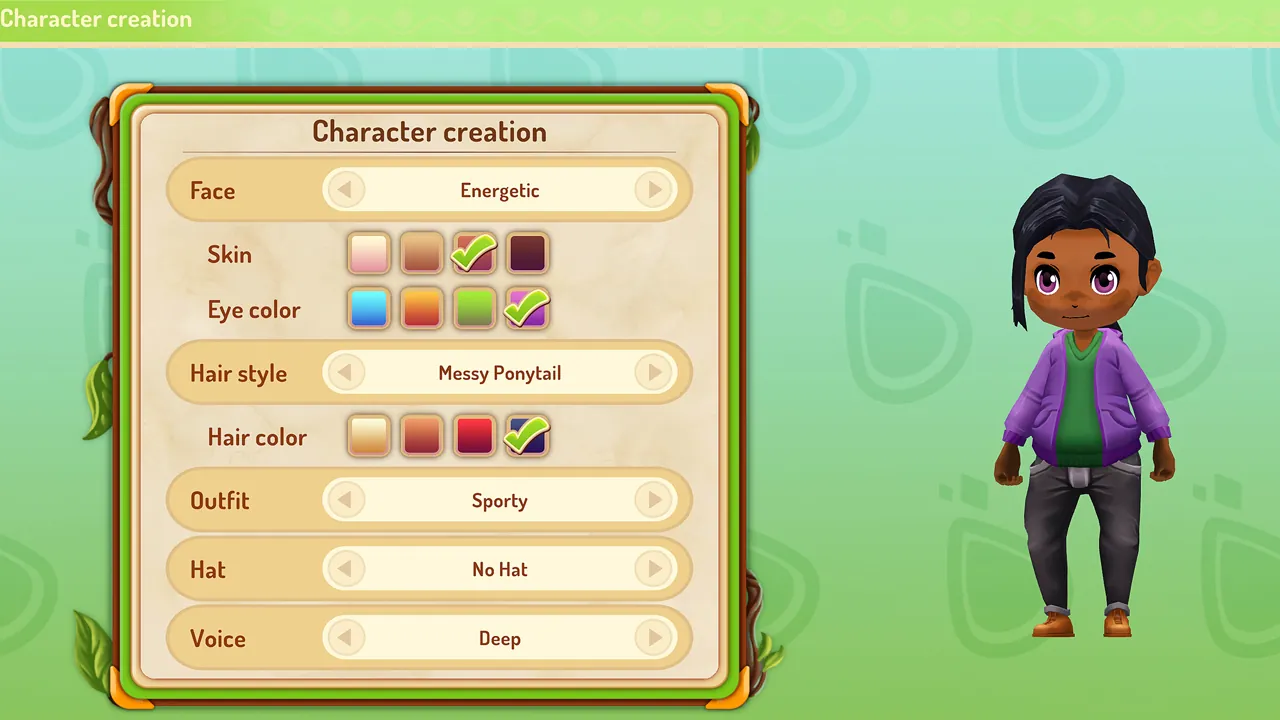 Character creation
Character creation
Face
Energetic
Skin
Eye color
Hair style
Messy Ponytail
Hair color
Outfit
Sporty
Hat
No Hat
Voice
Deep